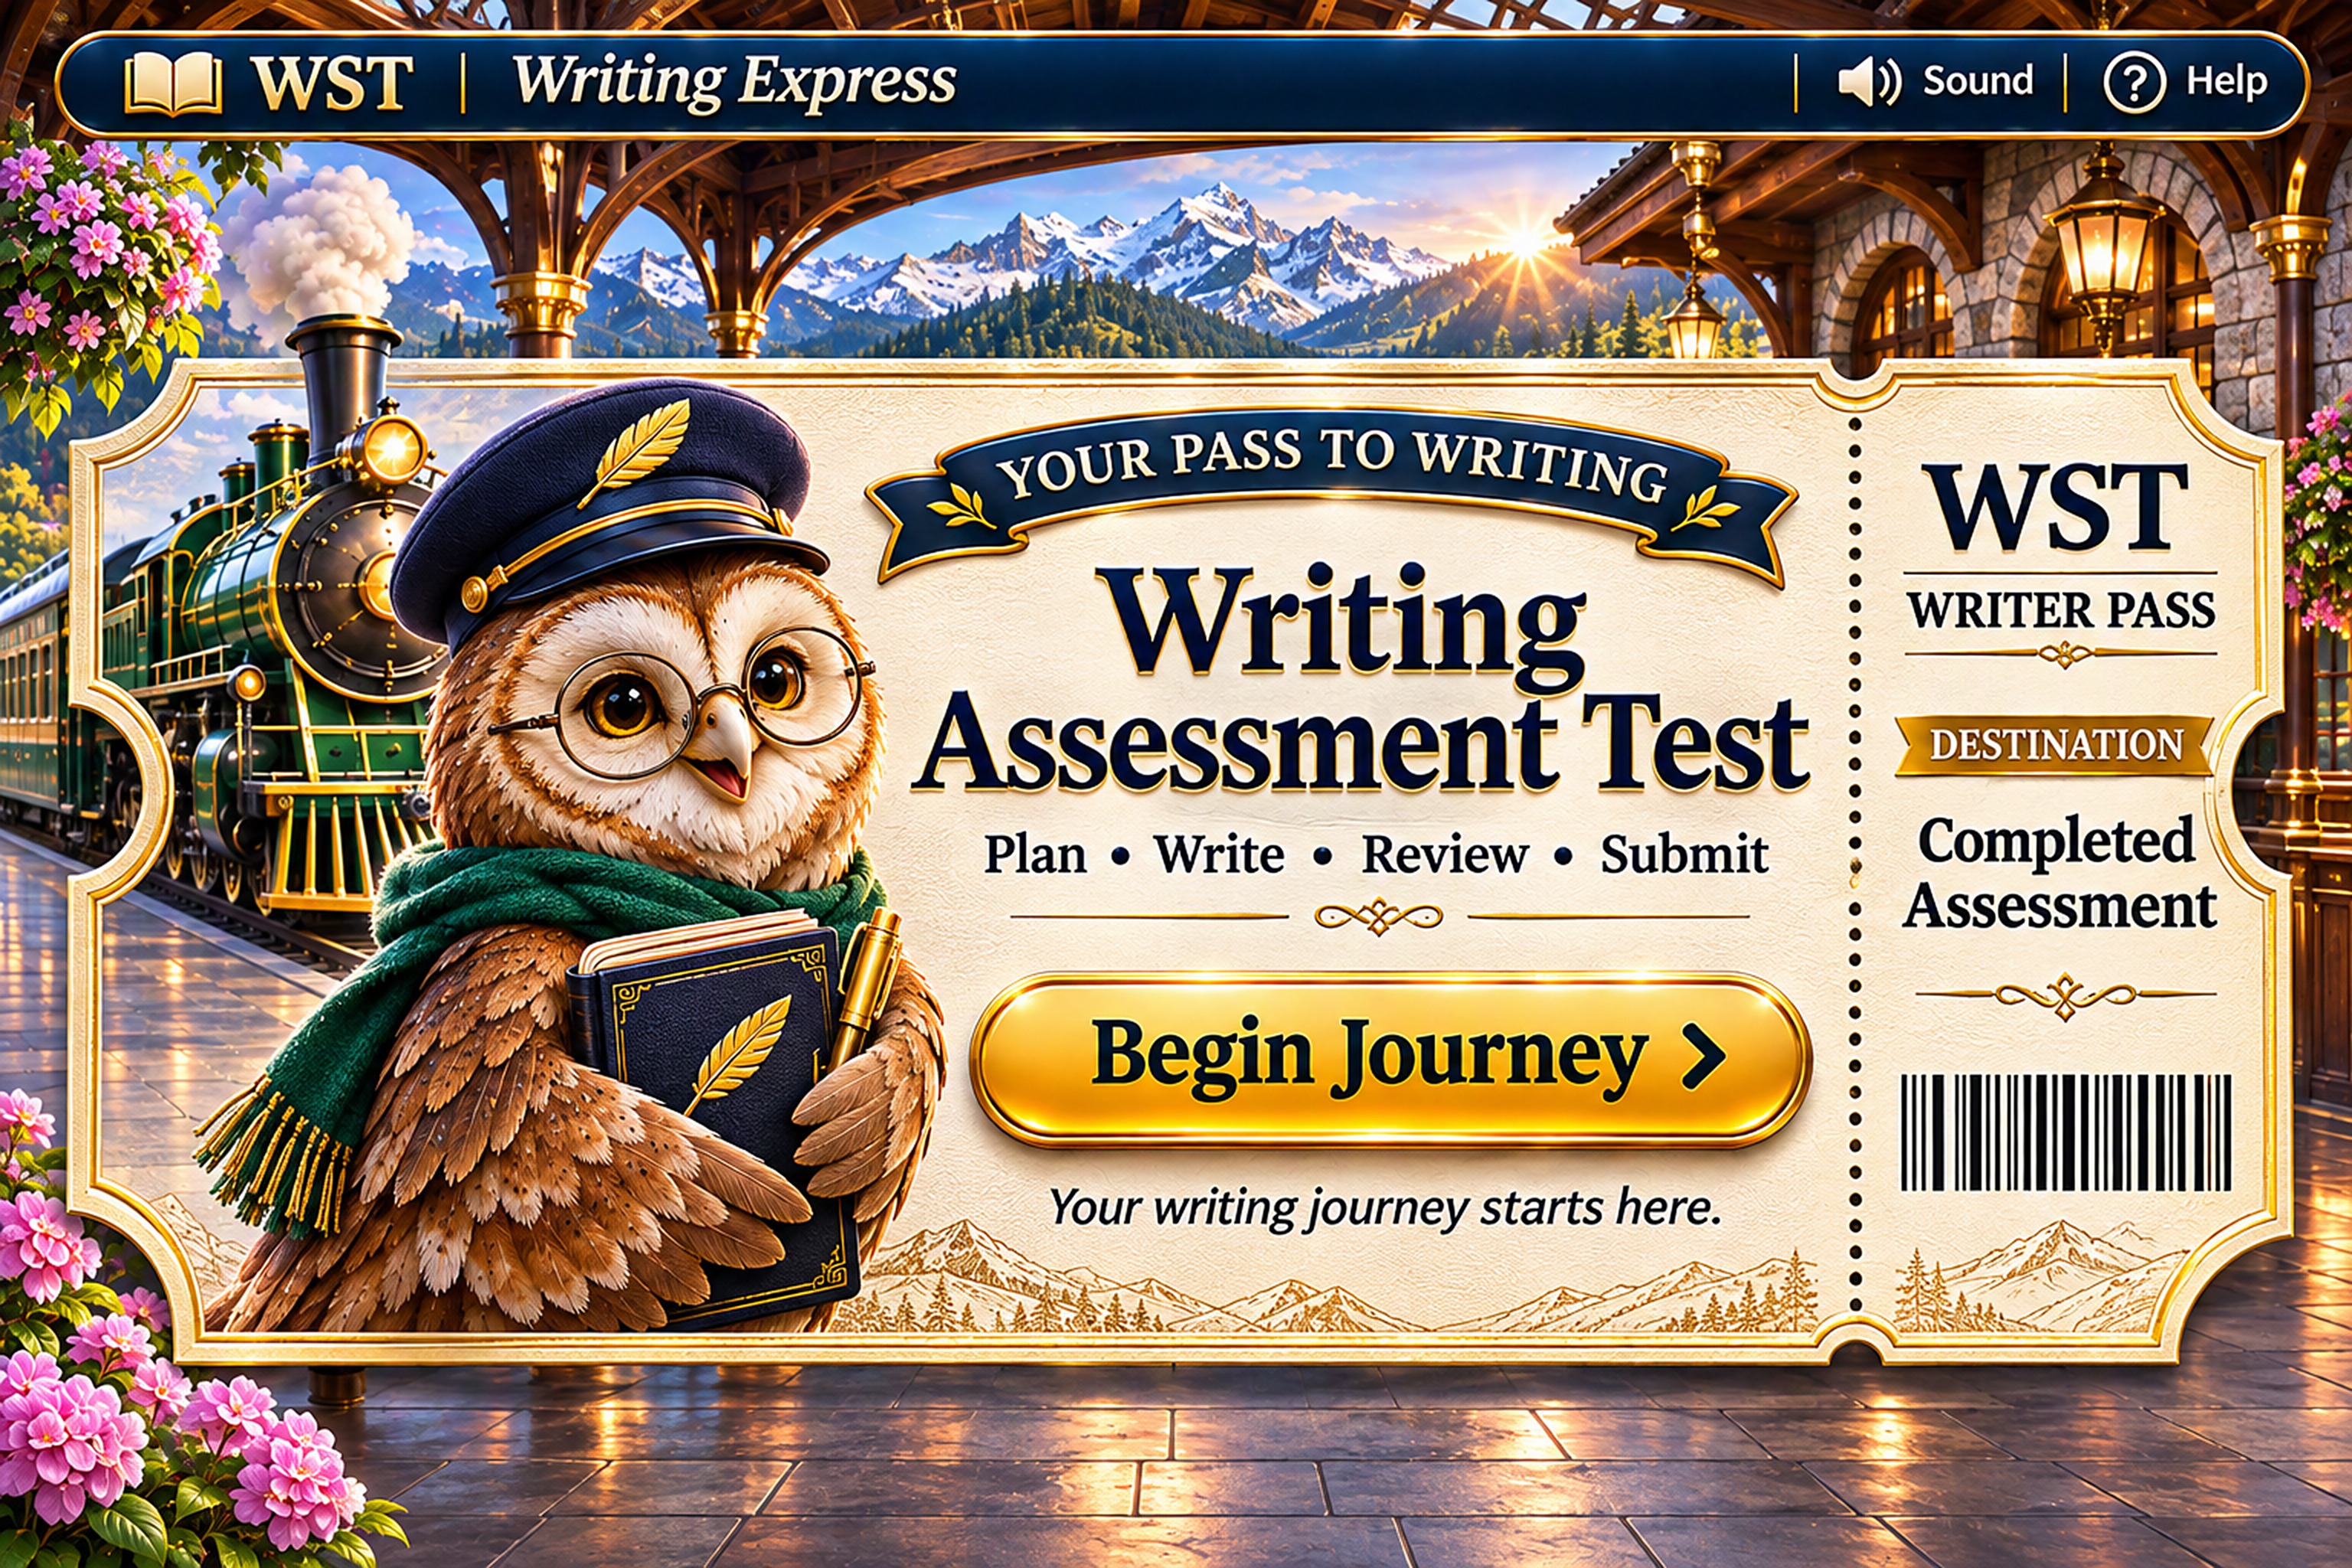 WST | Writing Express
Sound
Help
YOUR PASS TO WRITING
Writing
Assessment Test
Plan • Write • Review • Submit
Begin Journey
Your writing journey starts here.
WST
WRITER PASS
DESTINATION
Completed
Assessment